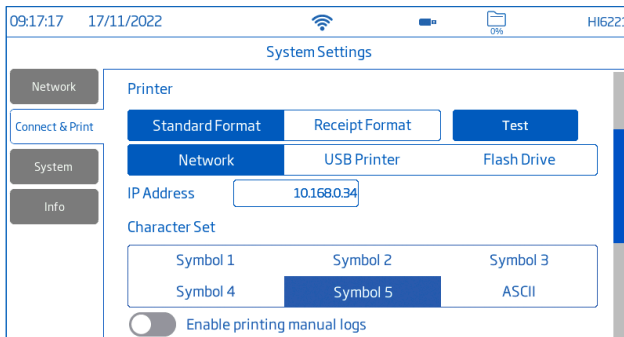 09:17:17 17/11/2022 0% HI6221
System Settings
Network
Connect & Print
System
Info
Printer
Standard Format Receipt Format Test
Network USB Printer Flash Drive
IP Address 10.168.0.34
Character Set
Symbol 1 Symbol 2 Symbol 3
Symbol 4 Symbol 5 ASCII
Enable printing manual logs